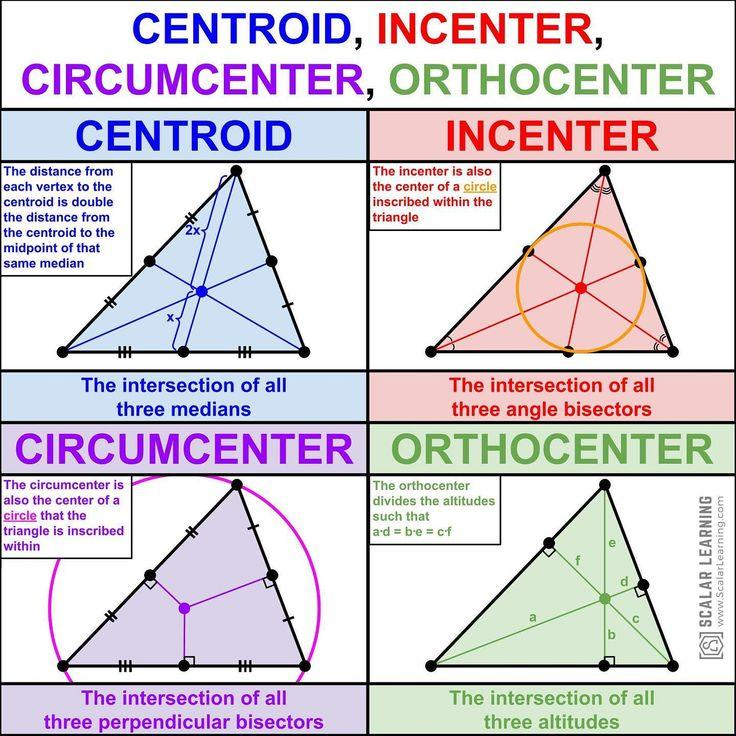 CENTROID, INCENTER,
CIRCUMCENTER, ORTHOCENTER
CENTROID
The distance from
each vertex to the
centroid is double
the distance from
the centroid to the
midpoint of that
same median
2x
x
The intersection of all
three medians
INCENTER
The incenter is also
the center of a circle
inscribed within the
triangle
The intersection of all
three angle bisectors
CIRCUMCENTER
The circumcenter is
also the center of a
circle that the
triangle is inscribed
within
The intersection of all
three perpendicular bisectors
ORTHOCENTER
The orthocenter
divides the altitudes
such that
a·d = b·e = c·f
e
f
d
a
c
b
The intersection of all
three altitudes
SCALAR LEARNING
www.ScalarLearning.com